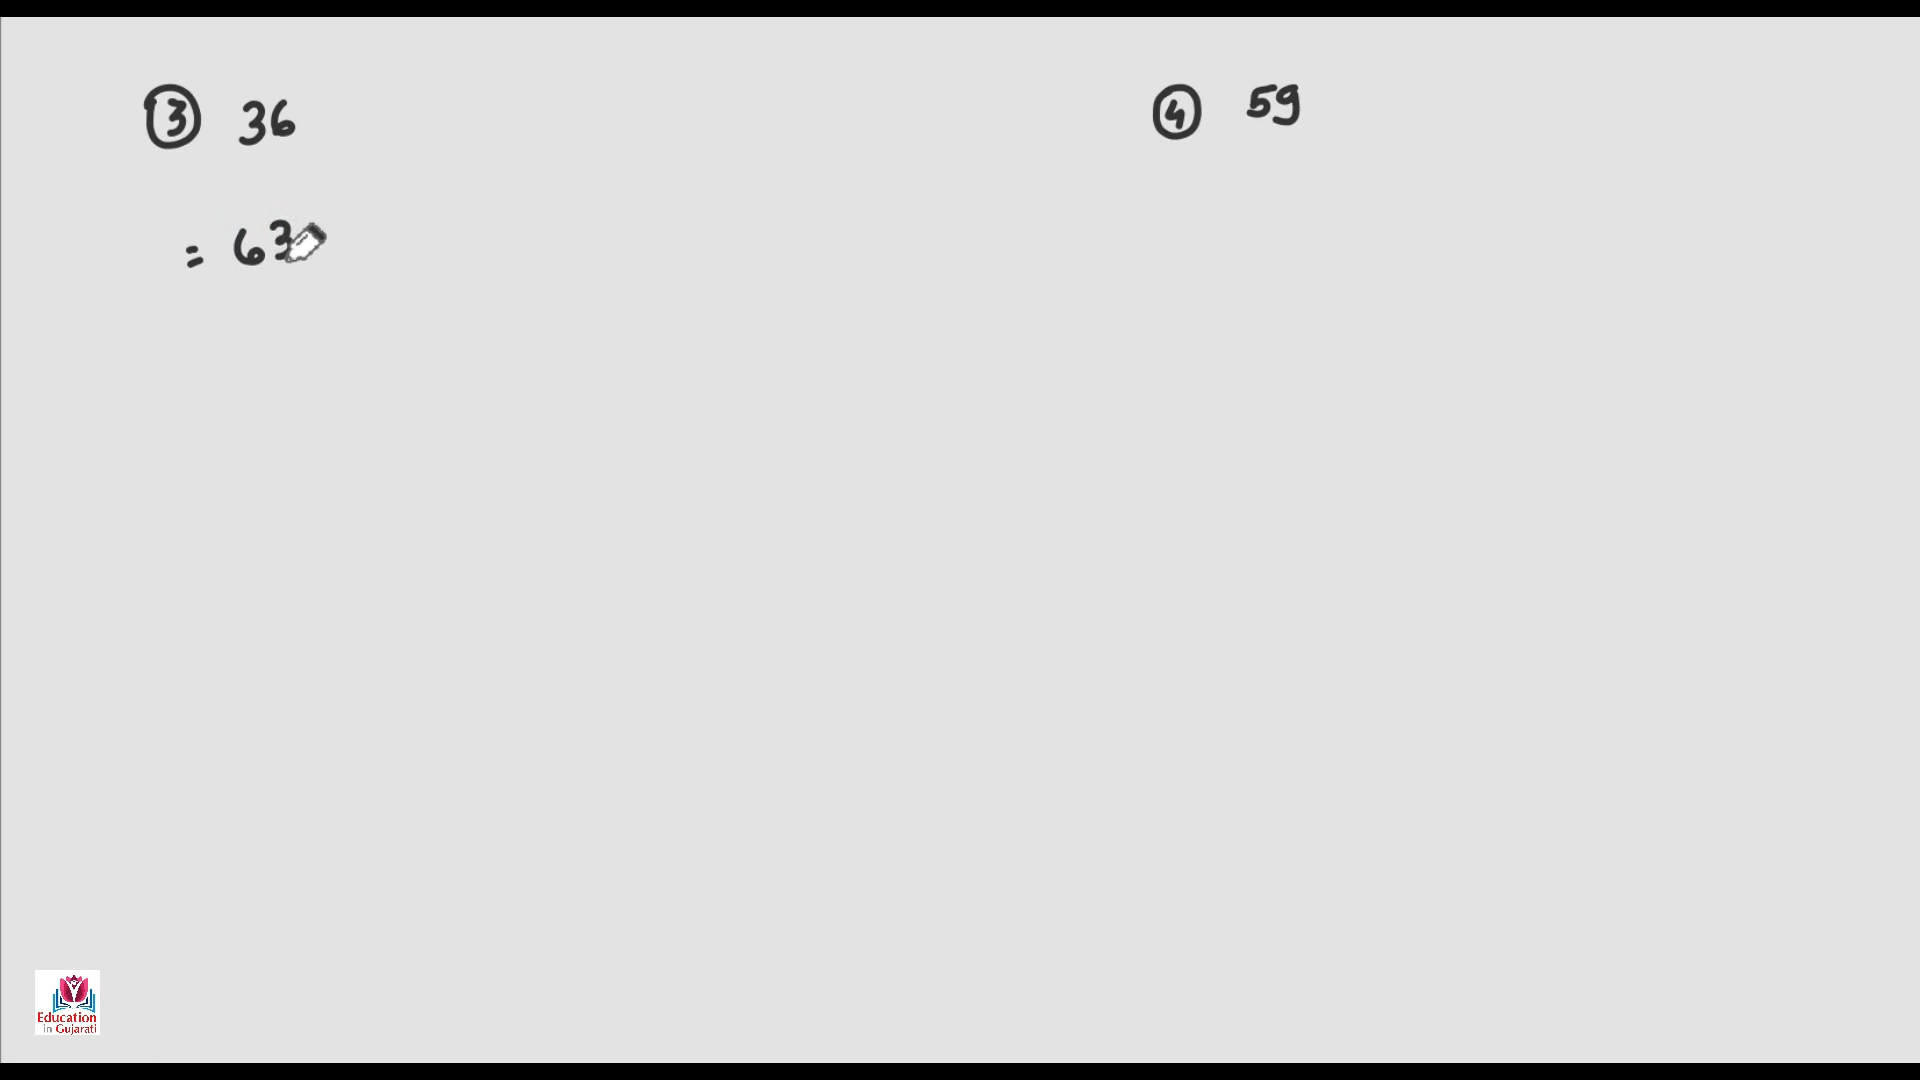 ③ 36
= 63
④ 59
Education
in Gujarati